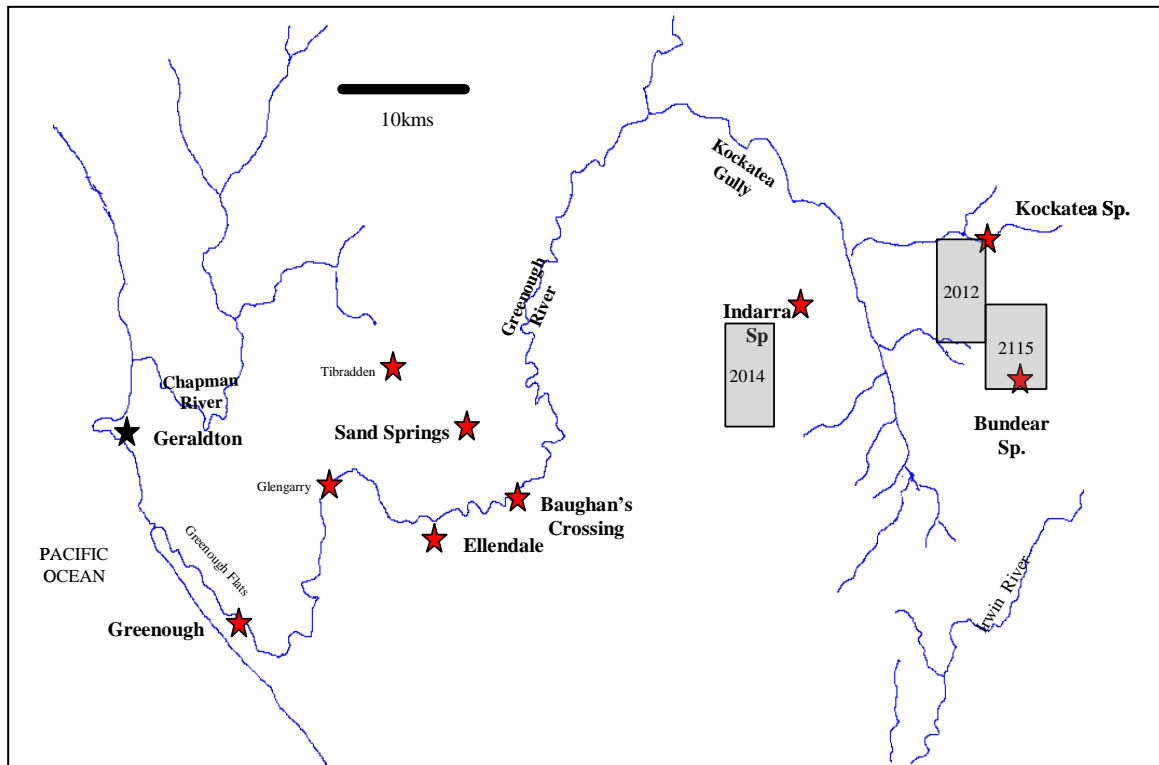 10kms
Kockatea
Gully
Kockatea Sp.
Greenough
River
2012
Indarra
Sp
2115
2014
Tibradden
Chapman
River
Geraldton
Sand Springs
Bundear
Sp.
Glengarry
Baughan's
Crossing
Ellendale
PACIFIC
OCEAN
Greenough Flats
Greenough
Irwin River